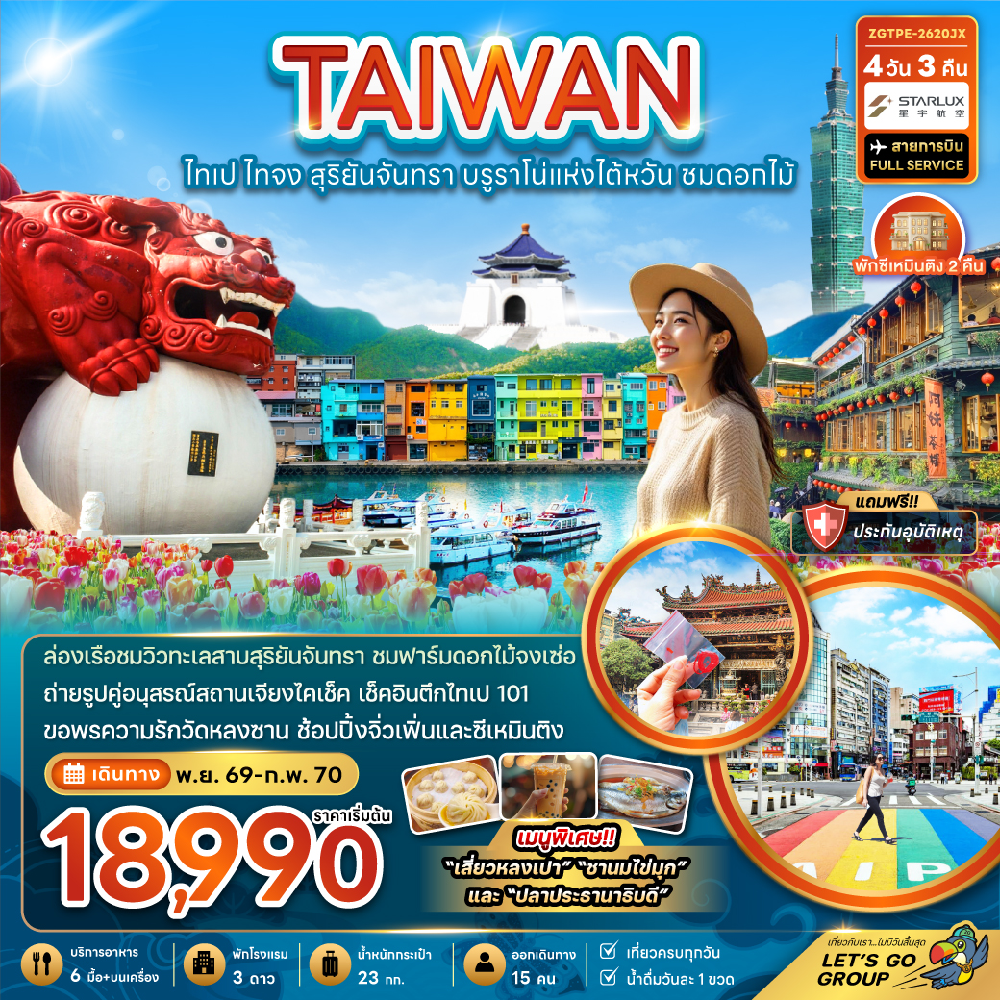 TAIWAN
ไทเป ไทจง สุริยันจันทรา บรูราโน่แห่งไต้หวัน ชมดอกไม้
ZGTPE-2620JX
4 วัน 3 คืน
STARLUX
星宇航空
สายการบิน
FULL SERVICE
พักซีเหมินติง 2 คืน
阿妹茶樓
แถมฟรี!!
ประกันอุบัติเหตุ
ล่องเรือชมวิวทะเลสาบสุริยันจันทรา ชมฟาร์มดอกไม้จงเซ่อ
ถ่ายรูปคู่อนุสรณ์สถานเจียงไคเช็ค เช็คอินตึกไทเป 101
ขอพรความรักวัดหลงซาน ช้อปปิ้งจิ่วเฟิ่นและซีเหมินติง
เดินทาง พ.ย. 69-ก.พ. 70
ราคาเริ่มต้น
18,990
เมนูพิเศษ!!
"เสี่ยวหลงเปา" "ชานมไข่มุก"
และ "ปลาประธานาธิบดี"
AIP
บริการอาหาร
6 มื้อ+บนเครื่อง
พักโรงแรม
3 ดาว
น้ำหนักกระเป๋า
23 กก.
ออกเดินทาง
15 คน
เที่ยวครบทุกวัน
น้ำดื่มวันละ 1 ขวด
เที่ยวกับเรา...ไม่มีวันสิ้นสุด
LET'S GO
GROUP